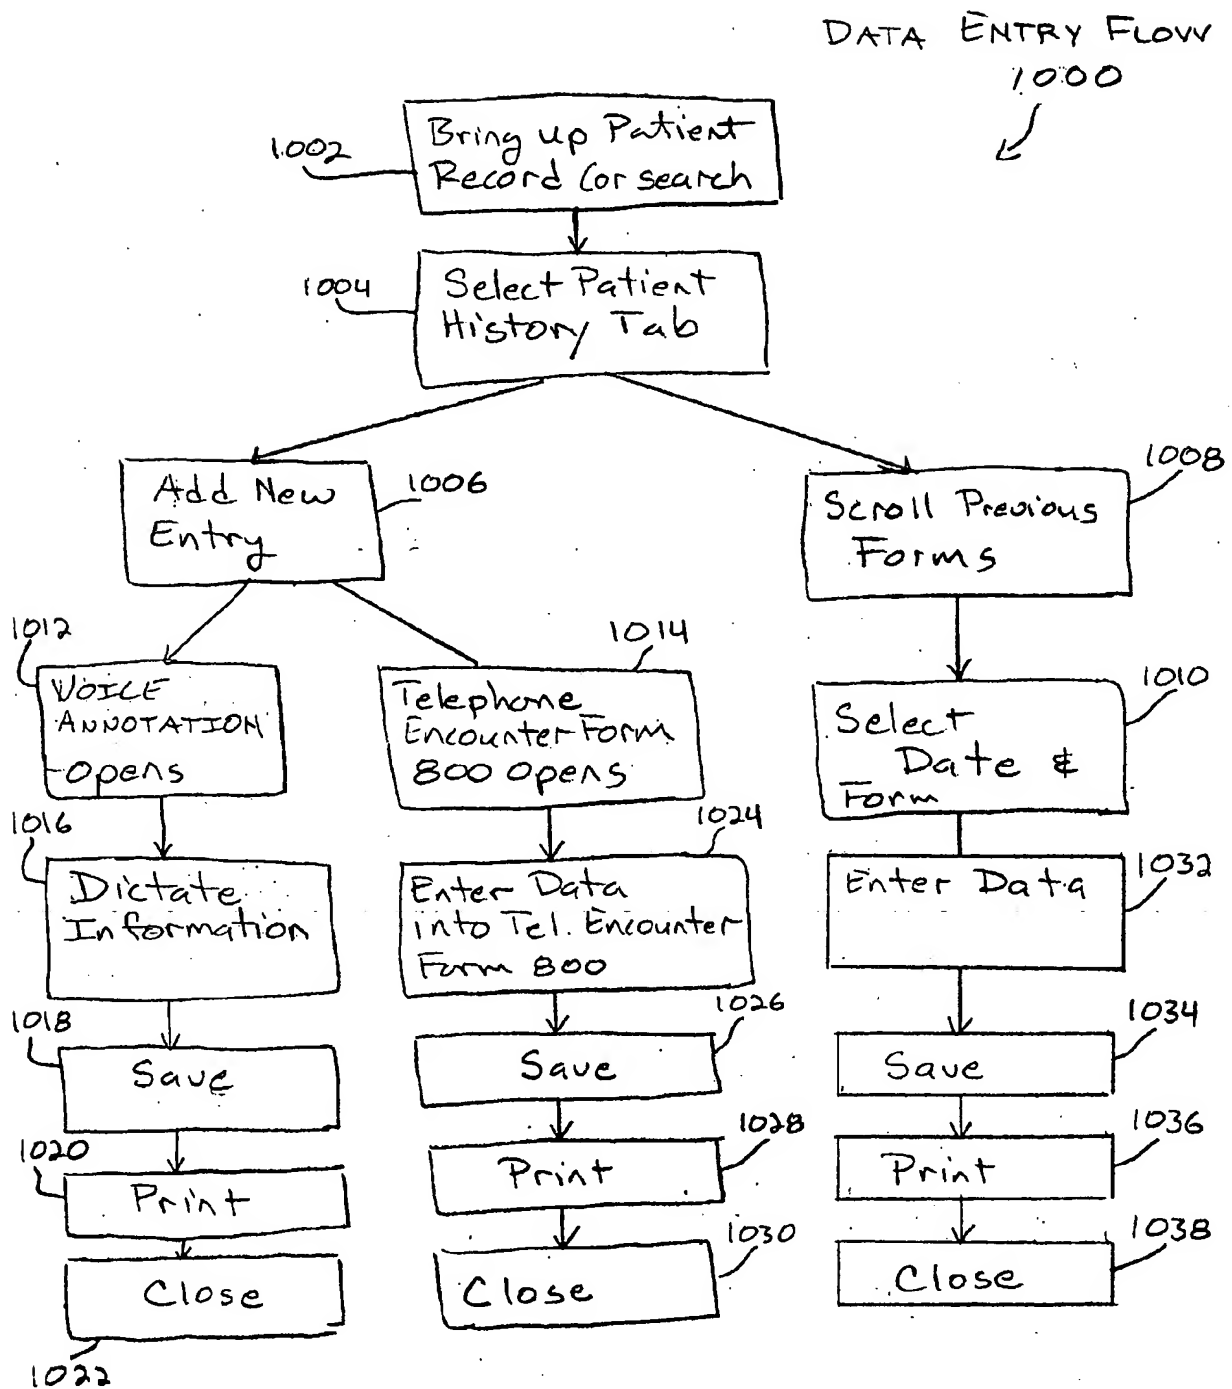 DATA ENTRY FLOW
1000
1002
Bring up Patient
Record (or search
1004
Select Patient
History Tab
Add New
Entry
1006
1008
Scroll Previous
Forms
1012
VOICE
ANNOTATION
Opens
1014
Telephone
Encounter Form
800 Opens
1010
Select
Date &
Form
1016
Dictate
Information
1024
Enter Data
into Tel. Encounter
Form 800
Enter Data
1032
1018
Save
1026
Save
1034
Save
1020
Print
1028
Print
1036
Print
Close
1022
1030
Close
1038
Close